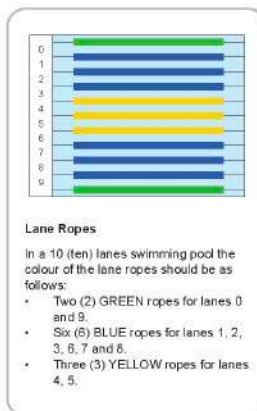 0
1
2
3
4
5
6
7
8
9
Lane Ropes
In a 10 (ten) lanes swimming pool the
colour of the lane ropes should be as
follows:
• Two (2) GREEN ropes for lanes 0
and 9.
• Six (6) BLUE ropes for lanes 1, 2,
3, 6, 7 and 8.
• Three (3) YELLOW ropes for lanes
4, 5.